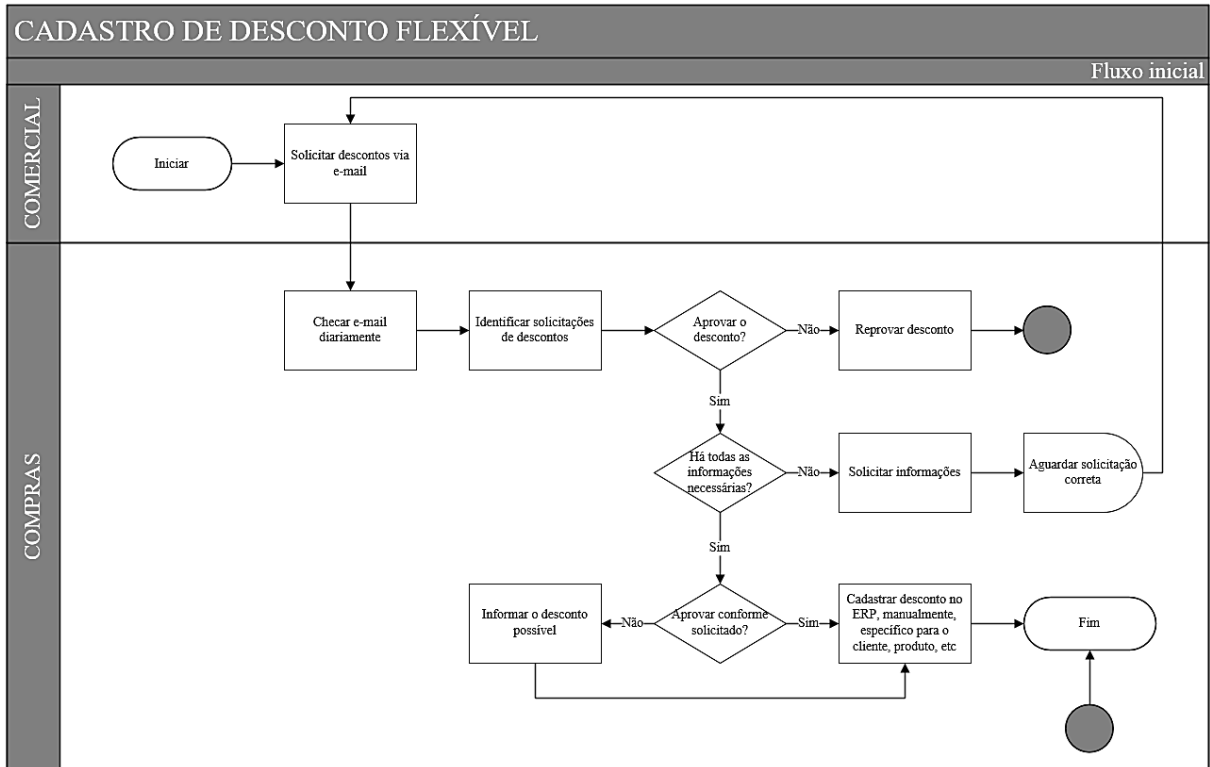 CADASTRO DE DESCONTO FLEXÍVEL
Fluxo inicial
COMERCIAL
Iniciar
Solicitar descontos via
e-mail
COMPRAS
Checar e-mail
diariamente
Identificar solicitações
de descontos
Aprovar o
desconto?
Não
Reprovar desconto
Sim
Há todas as
informações
necessárias?
Não
Solicitar informações
Aguardar solicitação
correta
Sim
Informar o desconto
possível
Não
Aprovar conforme
solicitado?
Sim
Cadastrar desconto no
ERP, manualmente,
específico para o
cliente, produto, etc
Fim